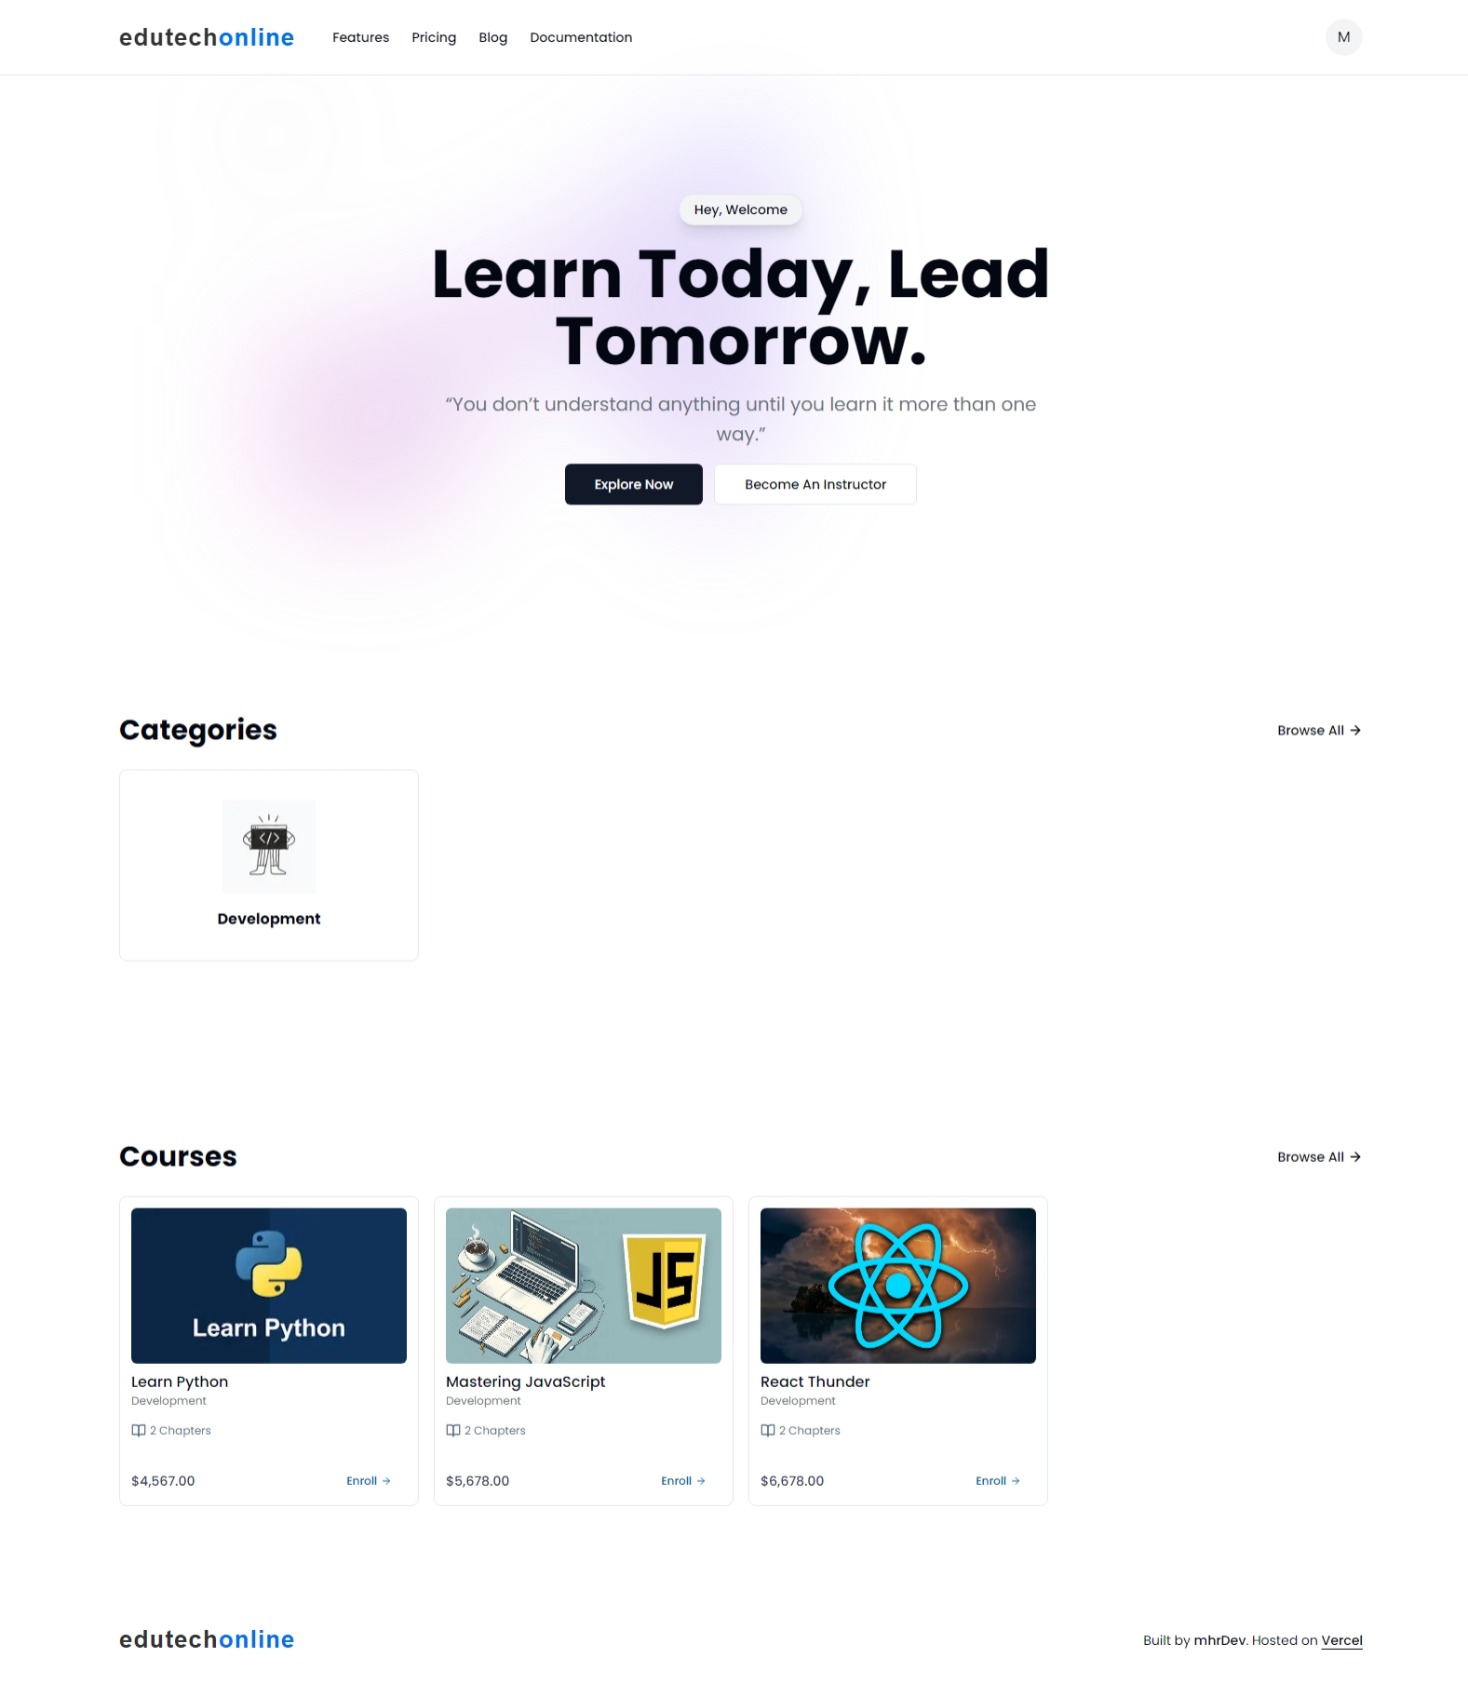 edutechonline
Features Pricing Blog Documentation
M
Hey, Welcome
Learn Today, Lead
Tomorrow.
“You don’t understand anything until you learn it more than one
way.”
Explore Now
Become An Instructor
Categories
Browse All →
</>
Development
Courses
Browse All →
Learn Python
Learn Python
Development
2 Chapters
$4,567.00
Enroll →
JS
Mastering JavaScript
Development
2 Chapters
$5,678.00
Enroll →
React Thunder
Development
2 Chapters
$6,678.00
Enroll →
edutechonline
Built by mhrDev. Hosted on Vercel